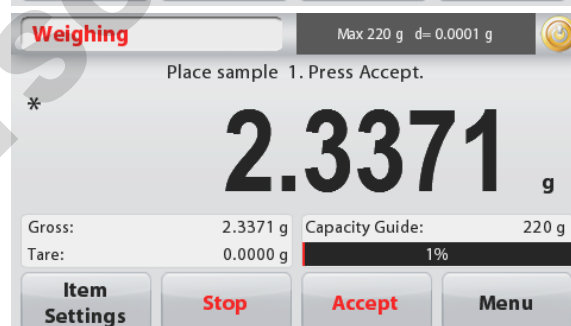 Weighing Max 220 g d= 0.0001 g
Place sample 1. Press Accept.
* 2.3371 g
Gross: 2.3371 g Capacity Guide: 220 g
Tare: 0.0000 g 1%
Item Settings Stop Accept Menu